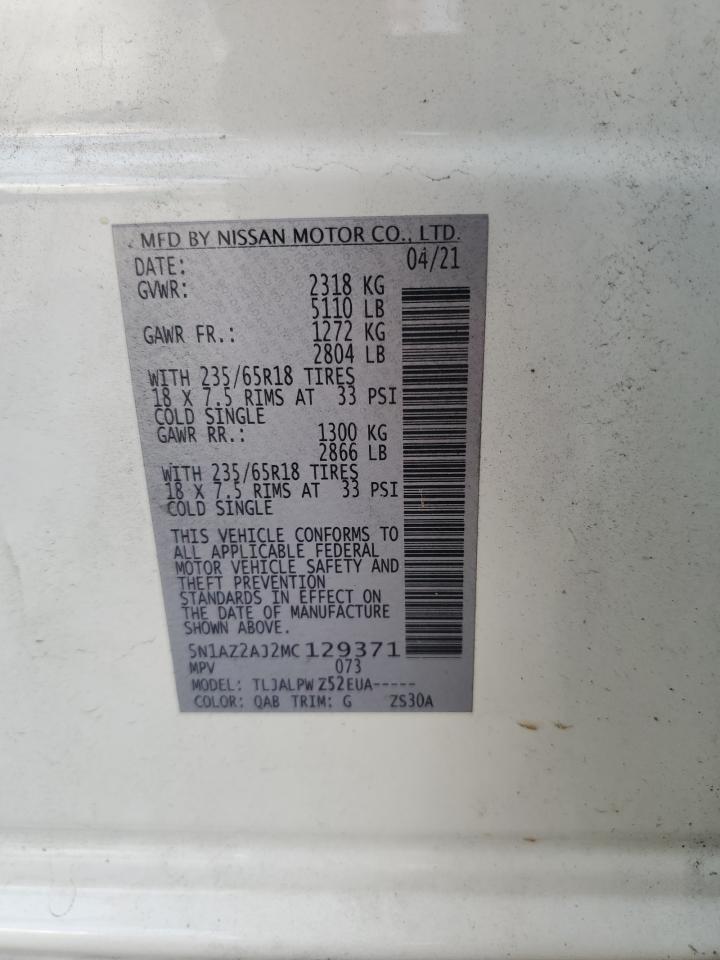 MFD BY NISSAN MOTOR CO., LTD.
DATE: 04/21
GVWR: 2318 KG
5110 LB
GAWR FR.: 1272 KG
2804 LB
WITH 235/65R18 TIRES
18 X 7.5 RIMS AT 33 PSI
COLD SINGLE
GAWR RR.: 1300 KG
2866 LB
WITH 235/65R18 TIRES
18 X 7.5 RIMS AT 33 PSI
COLD SINGLE
THIS VEHICLE CONFORMS TO
ALL APPLICABLE FEDERAL
MOTOR VEHICLE SAFETY AND
THEFT PREVENTION
STANDARDS IN EFFECT ON
THE DATE OF MANUFACTURE
SHOWN ABOVE.
5N1AZ2AJ2MC129371
MPV 073
MODEL: TLJALPWZ52EUA-----
COLOR: QAB TRIM: G ZS30A